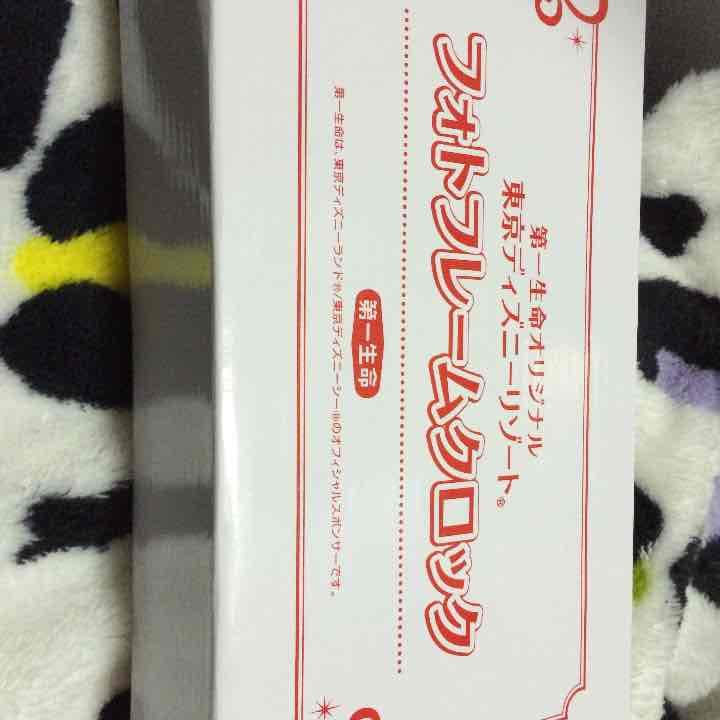 第一生命オリジナル
東京ディズニーリゾート®
フォトフレームクロック
第一生命
第一生命は、東京ディズニーランド®/東京ディズニーシー®のオフィシャルスポンサーです。